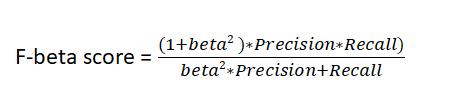 F-beta score = (1+beta² )∗Precision∗Recall)
beta²∗Precision+Recall